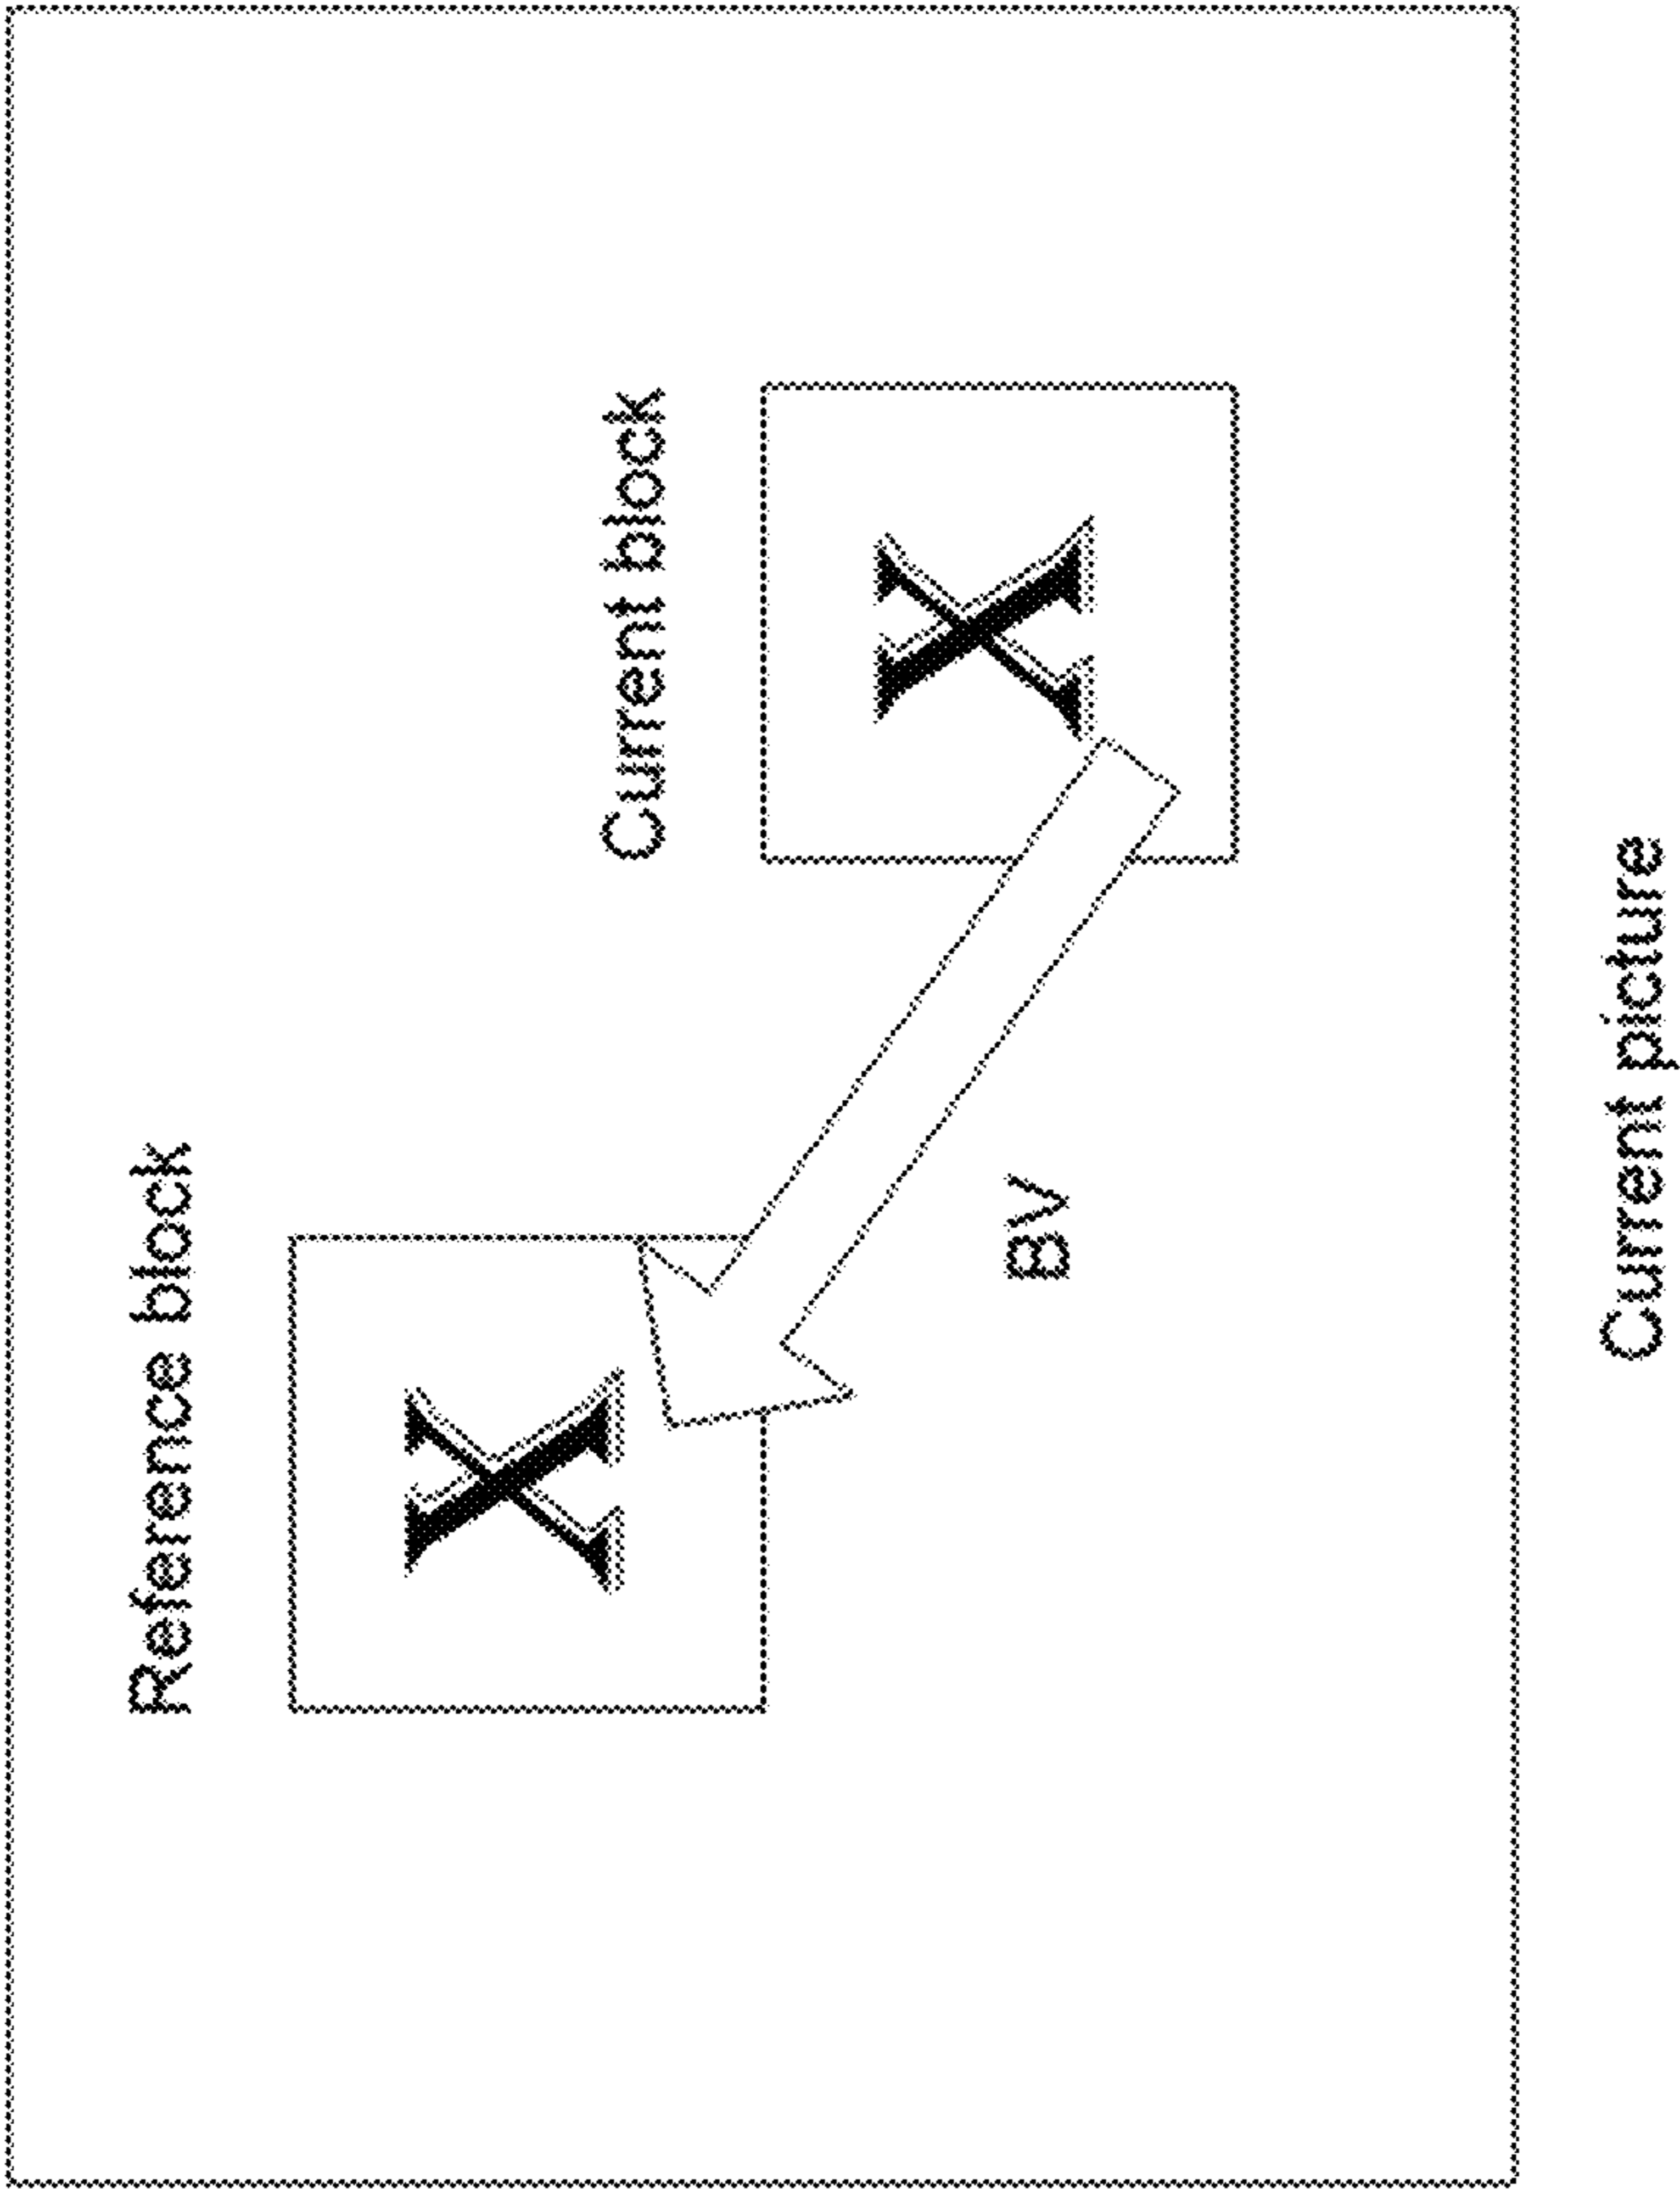 Reference block
X
Current block
X
BV
Current picture